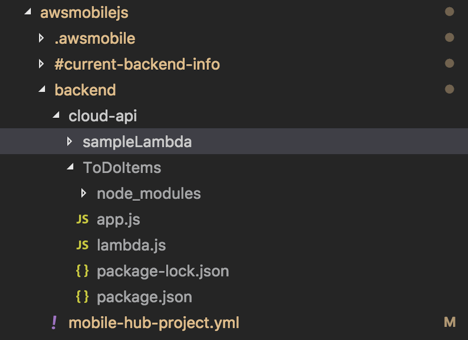 awsmobilejs
.awsmobile
#current-backend-info
backend
cloud-api
sampleLambda
ToDoItems
node_modules
JS app.js
JS lambda.js
{ } package-lock.json
{ } package.json
! mobile-hub-project.yml M